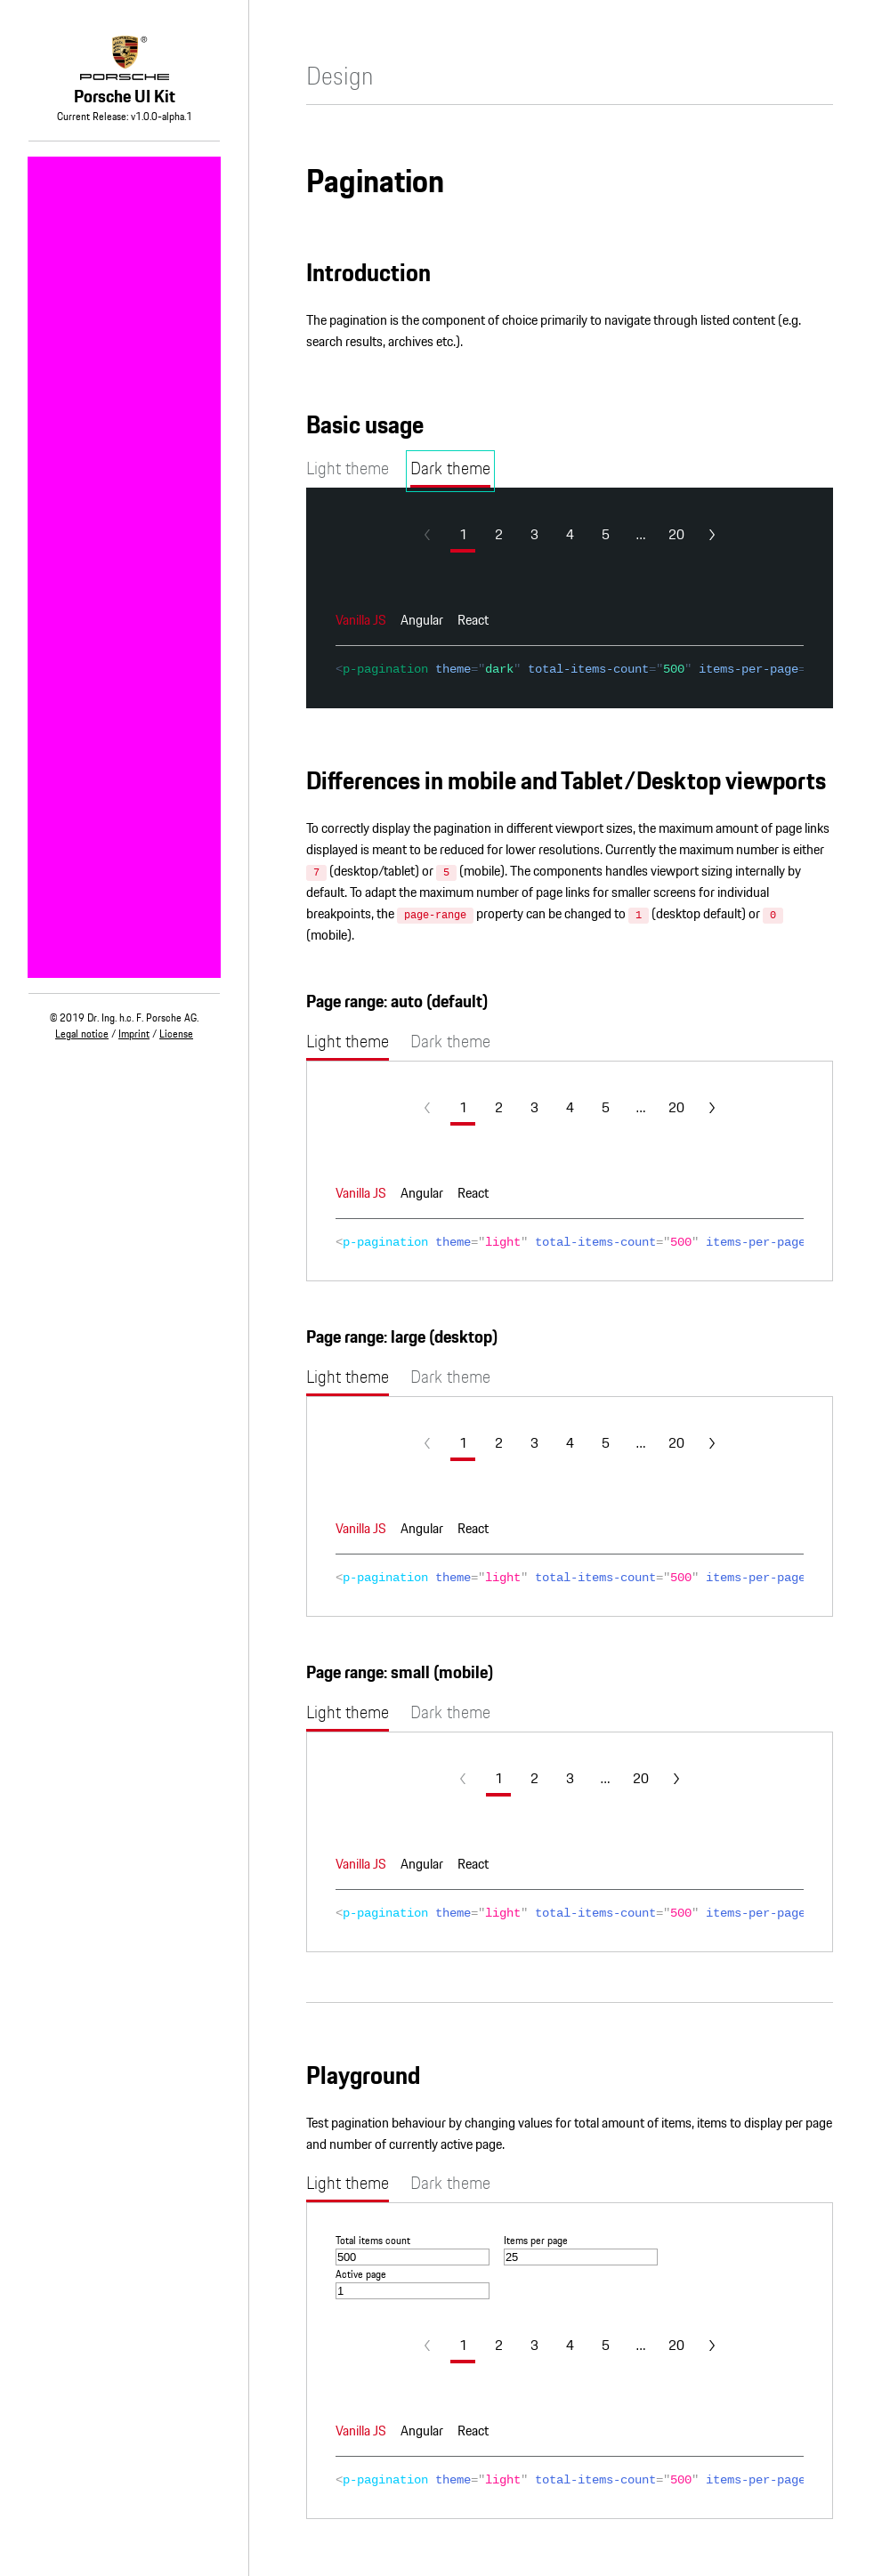 PORSCHE
®
Porsche UI Kit
Current Release: v1.0.0-alpha.1
© 2019 Dr. Ing. h.c. F. Porsche AG.
Legal notice / Imprint / License
Design
Pagination
Introduction
The pagination is the component of choice primarily to navigate through listed content (e.g.
search results, archives etc.).
Basic usage
Light theme Dark theme
1 2 3 4 5 ... 20
Vanilla JS Angular React
<p-pagination theme="dark" total-items-count="500" items-per-page=
Differences in mobile and Tablet/Desktop viewports
To correctly display the pagination in different viewport sizes, the maximum amount of page links
displayed is meant to be reduced for lower resolutions. Currently the maximum number is either
7 (desktop/tablet) or 5 (mobile). The components handles viewport sizing internally by
default. To adapt the maximum number of page links for smaller screens for individual
breakpoints, the page-range property can be changed to 1 (desktop default) or 0
(mobile).
Page range: auto (default)
Light theme Dark theme
1 2 3 4 5 ... 20
Vanilla JS Angular React
<p-pagination theme="light" total-items-count="500" items-per-page
Page range: large (desktop)
Light theme Dark theme
1 2 3 4 5 ... 20
Vanilla JS Angular React
<p-pagination theme="light" total-items-count="500" items-per-page
Page range: small (mobile)
Light theme Dark theme
1 2 3 ... 20
Vanilla JS Angular React
<p-pagination theme="light" total-items-count="500" items-per-page
Playground
Test pagination behaviour by changing values for total amount of items, items to display per page
and number of currently active page.
Light theme Dark theme
Total items count Items per page
500 25
Active page
1
1 2 3 4 5 ... 20
Vanilla JS Angular React
<p-pagination theme="light" total-items-count="500" items-per-page